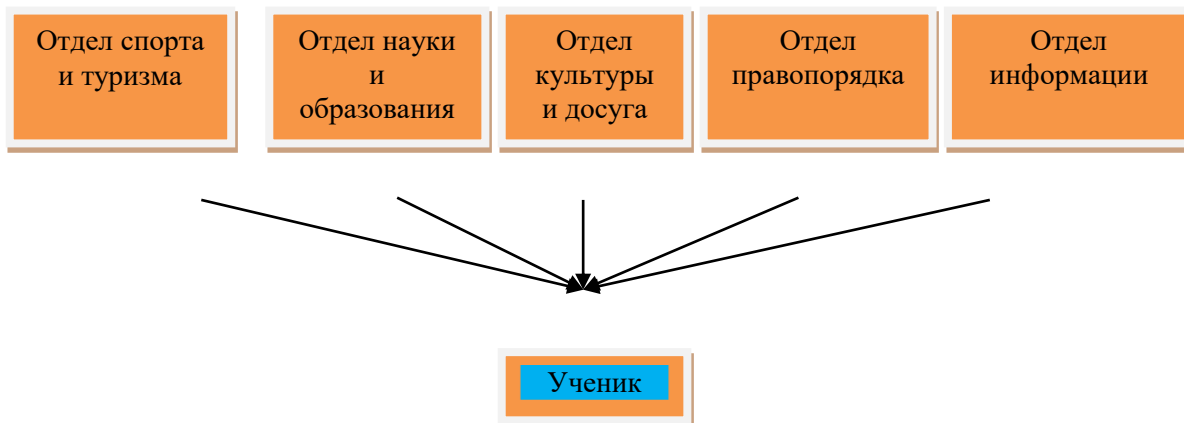 Отдел спорта
и туризма
Отдел науки
и
образования
Отдел
культуры
и досуга
Отдел
правопорядка
Отдел
информации
Ученик